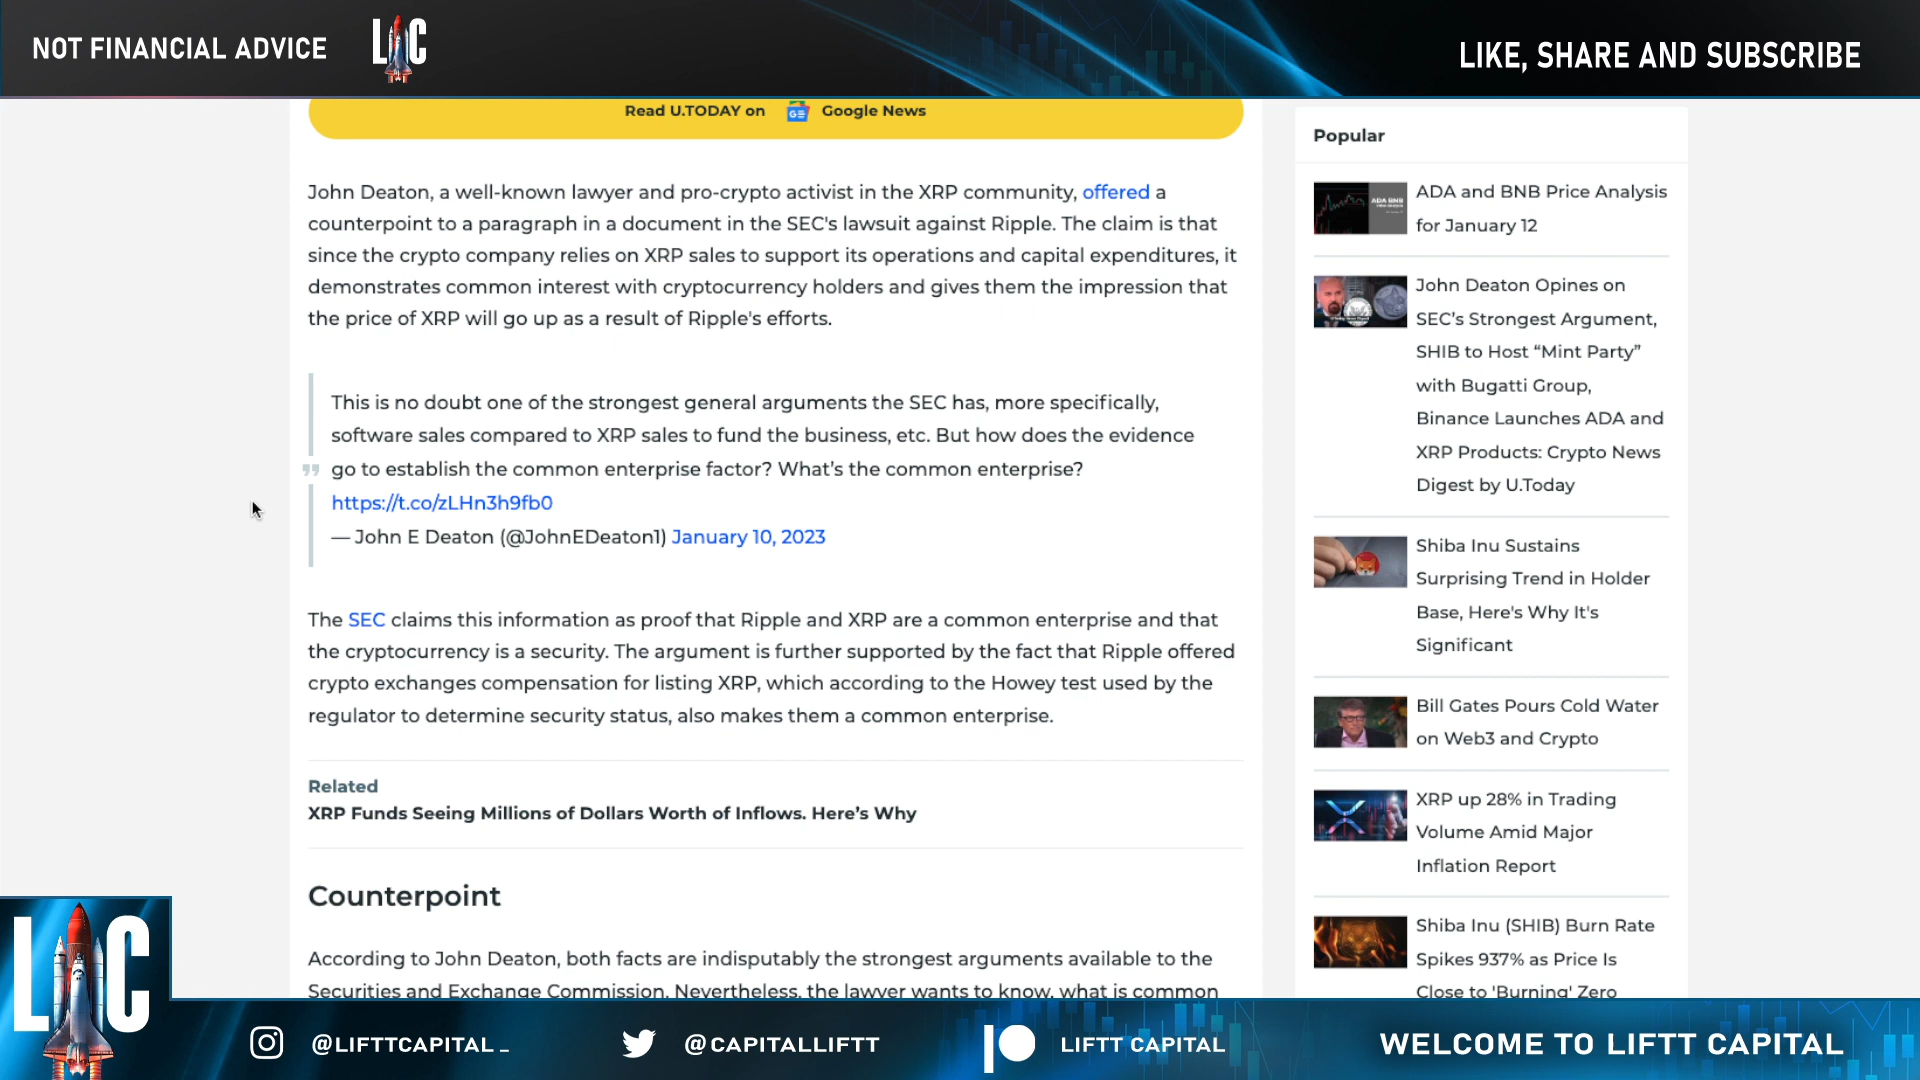 NOT FINANCIAL ADVICE
LC
LIKE, SHARE AND SUBSCRIBE
Read U.TODAY on Google News
John Deaton, a well-known lawyer and pro-crypto activist in the XRP community, offered a
counterpoint to a paragraph in a document in the SEC's lawsuit against Ripple. The claim is that
since the crypto company relies on XRP sales to support its operations and capital expenditures, it
demonstrates common interest with cryptocurrency holders and gives them the impression that
the price of XRP will go up as a result of Ripple's efforts.
This is no doubt one of the strongest general arguments the SEC has, more specifically,
software sales compared to XRP sales to fund the business, etc. But how does the evidence
go to establish the common enterprise factor? What’s the common enterprise?
https://t.co/zLHn3h9fb0
— John E Deaton (@JohnEDeaton1) January 10, 2023
The SEC claims this information as proof that Ripple and XRP are a common enterprise and that
the cryptocurrency is a security. The argument is further supported by the fact that Ripple offered
crypto exchanges compensation for listing XRP, which according to the Howey test used by the
regulator to determine security status, also makes them a common enterprise.
Related
XRP Funds Seeing Millions of Dollars Worth of Inflows. Here’s Why
Counterpoint
According to John Deaton, both facts are indisputably the strongest arguments available to the
Securities and Exchange Commission. Nevertheless, the lawyer wants to know, what is common
Popular
ADA and BNB Price Analysis
for January 12
John Deaton Opines on
SEC’s Strongest Argument,
SHIB to Host “Mint Party”
with Bugatti Group,
Binance Launches ADA and
XRP Products: Crypto News
Digest by U.Today
Shiba Inu Sustains
Surprising Trend in Holder
Base, Here's Why It's
Significant
Bill Gates Pours Cold Water
on Web3 and Crypto
XRP up 28% in Trading
Volume Amid Major
Inflation Report
Shiba Inu (SHIB) Burn Rate
Spikes 937% as Price Is
Close to 'Burning' Zero
LC
@LIFTTCAPITAL_
@CAPITALLIFTT
LIFTT CAPITAL
WELCOME TO LIFTT CAPITAL